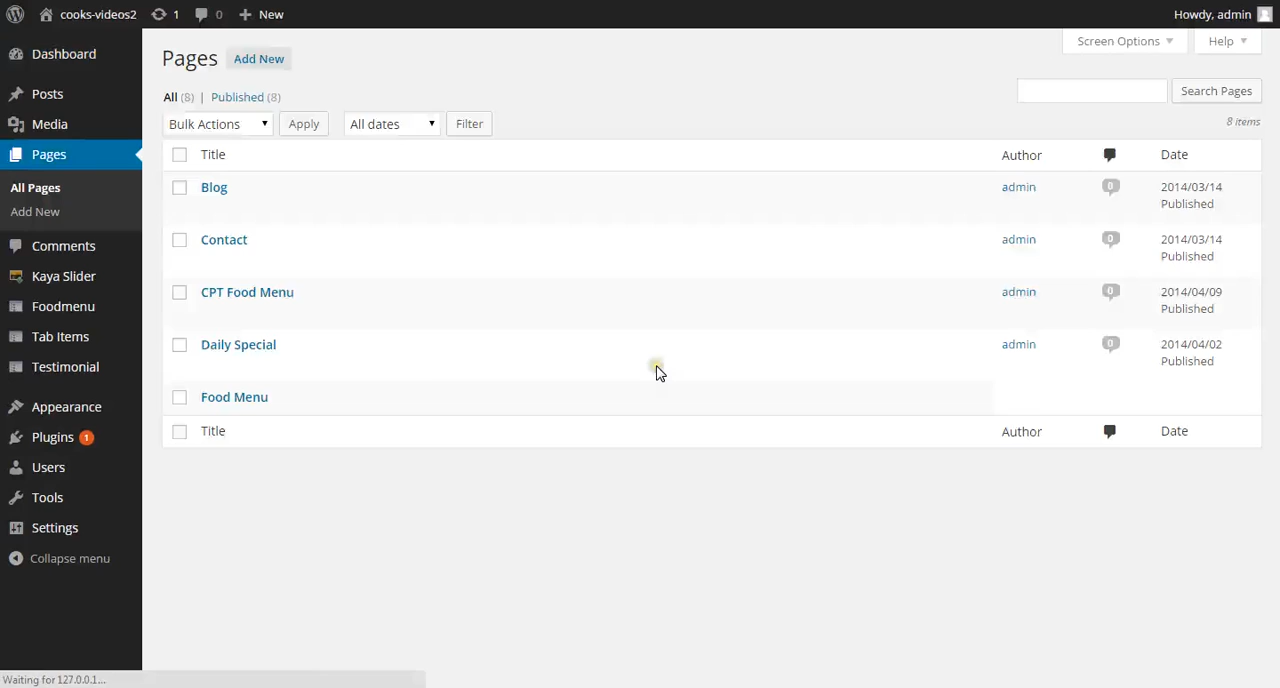 cooks-videos2 1 0 New Howdy, admin
Screen Options Help
Dashboard
Posts
Media
Pages
All Pages
Add New
Comments
Kaya Slider
Foodmenu
Tab Items
Testimonial
Appearance
Plugins 1
Users
Tools
Settings
Collapse menu
Pages Add New
All (8) | Published (8)
Search Pages
Bulk Actions Apply All dates Filter
8 items
Title Author Date
Blog admin 0 2014/03/14
Published
Contact admin 0 2014/03/14
Published
CPT Food Menu admin 0 2014/04/09
Published
Daily Special admin 0 2014/04/02
Published
Food Menu
Title Author Date
Waiting for 127.0.0.1...